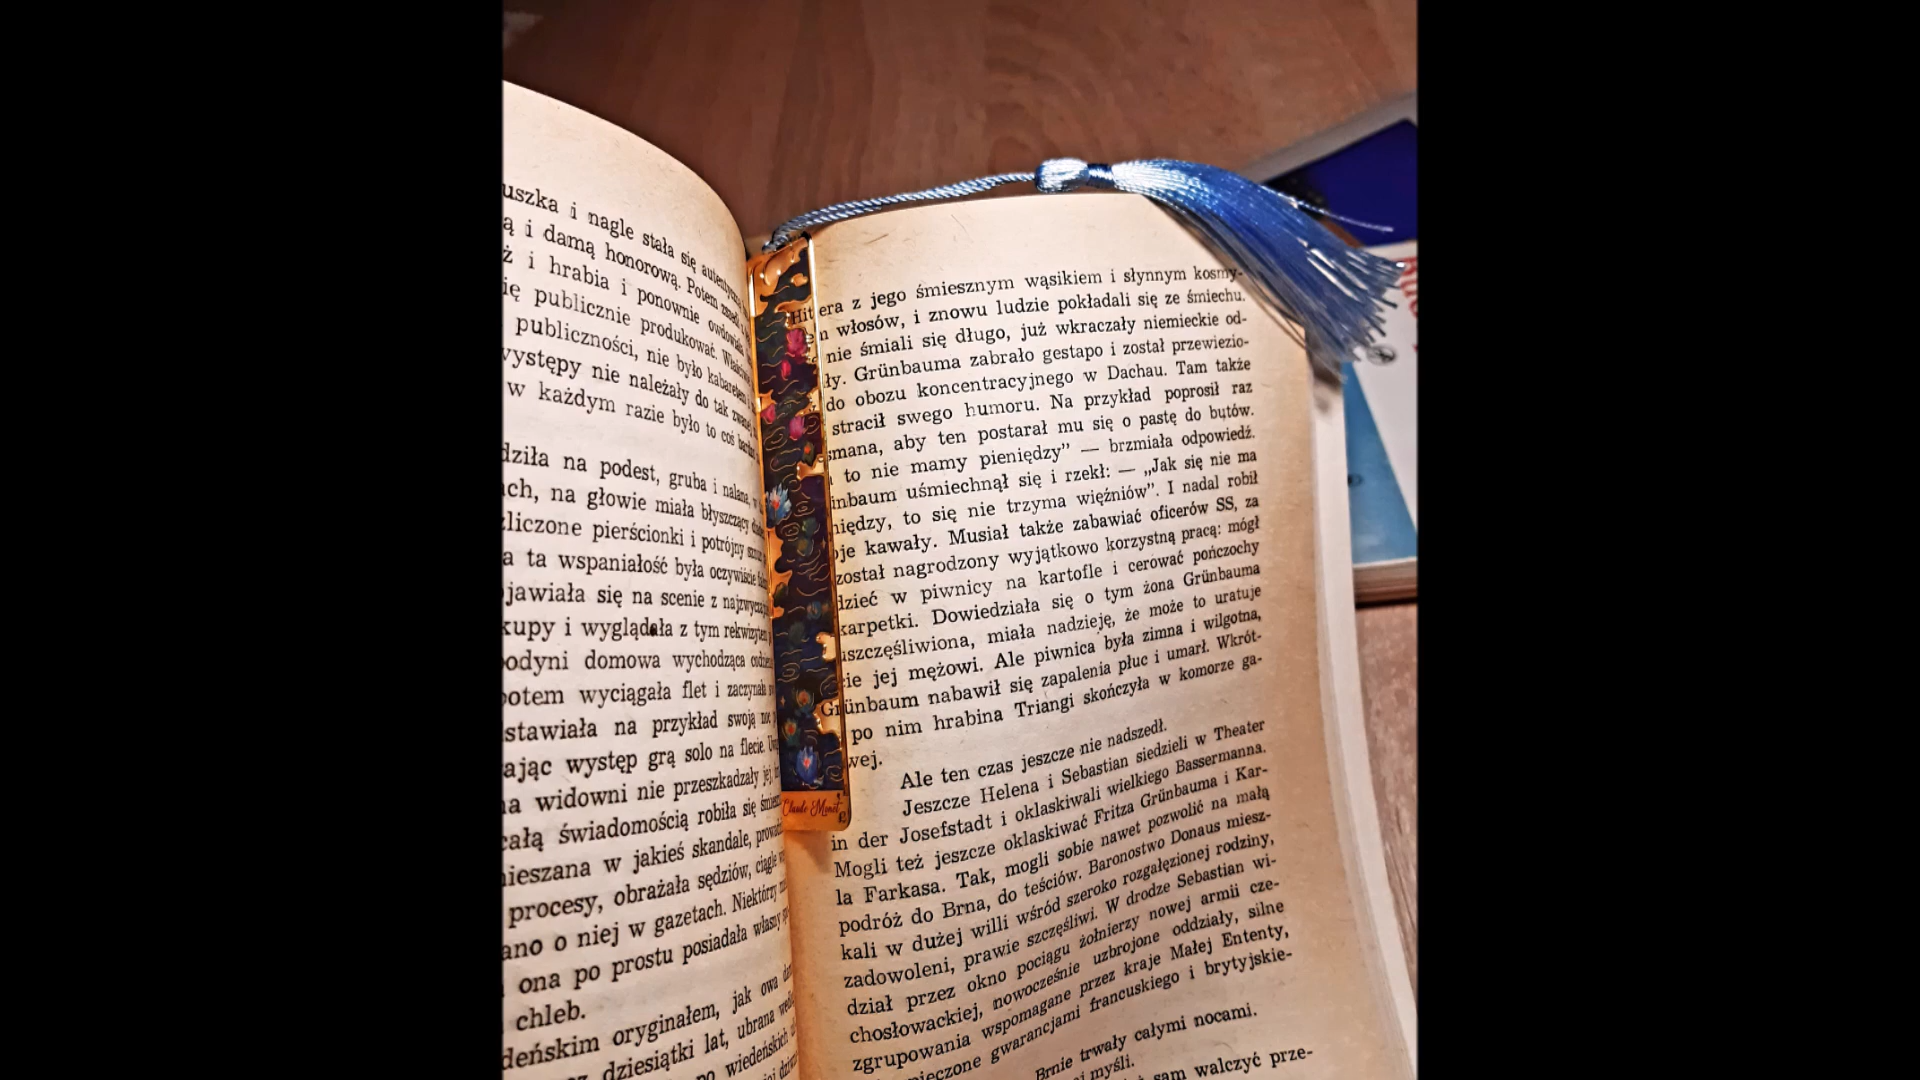 uszka i nagle stała się
ą i damą honorową. Potem
ż i hrabia i ponownie
ię publicznie produkować.
publiczności, nie było
występy nie należały do tak
w każdym razie było to coś
dziła na podest, gruba i
ch, na głowie miała błyszczący
zliczone pierścionki i potrójny
a ta wspaniałość była oczywiście
jawiała się na scenie z
kupy i wyglądała z tym
odyni domowa wychodząca
potem wyciągała flet i
stawiała na przykład swoją
ając występ grą solo na flecie.
na widowni nie przeszkadzały jej,
całą świadomością robiła się
ieszana w jakieś skandale,
procesy, obrażała sędziów, ciągle
ano o niej w gazetach. Niektórzy
ona po prostu posiadała własny
chleb.
deńskim oryginałem, jak owa
dziesiątki lat, ubrana
po wiedeńskich
Hitlera z jego śmiesznym wąsikiem i słynnym kosmy-
włosów, i znowu ludzie pokładali się ze śmiechu.
nie śmiali się długo, już wkraczały niemieckie od-
ły. Grünbauma zabrało gestapo i został przewiezio-
do obozu koncentracyjnego w Dachau. Tam także
stracił swego humoru. Na przykład poprosił raz
smana, aby ten postarał mu się o pastę do butów.
to nie mamy pieniędzy” — brzmiała odpowiedź.
inbaum uśmiechnął się i rzekł: — „Jak się nie ma
niędzy, to się nie trzyma więźniów”. I nadal robił
je kawały. Musiał także zabawiać oficerów SS, za
został nagrodzony wyjątkowo korzystną pracą: mógł
dzieć w piwnicy na kartofle i cerować pończochy
karpetki. Dowiedziała się o tym żona Grünbauma
uszczęśliwiona, miała nadzieję, że może to uratuje
ie jej mężowi. Ale piwnica była zimna i wilgotna,
Grünbaum nabawił się zapalenia płuc i umarł. Wkrót-
po nim hrabina Triangi skończyła w komorze ga-
wej.
Ale ten czas jeszcze nie nadszedł.
Jeszcze Helena i Sebastian siedzieli w Theater
in der Josefstadt i oklaskiwali wielkiego Bassermanna.
Mogli też jeszcze oklaskiwać Fritza Grünbauma i Kar-
la Farkasa. Tak, mogli sobie nawet pozwolić na małą
podróż do Brna, do teściów. Baronostwo Donaus miesz-
kali w dużej willi wśród szeroko rozgałęzionej rodziny,
zadowoleni, prawie szczęśliwi. W drodze Sebastian wi-
dział przez okno pociągu żołnierzy nowej armii cze-
chosłowackiej, nowocześnie uzbrojone oddziały, silne
zgrupowania wspomagane przez kraje Małej Ententy,
pieczone gwarancjami francuskiego i brytyjskie-
Brnie trwały całymi nocami.
myśli.
sam walczyć prze-
Claude Monet